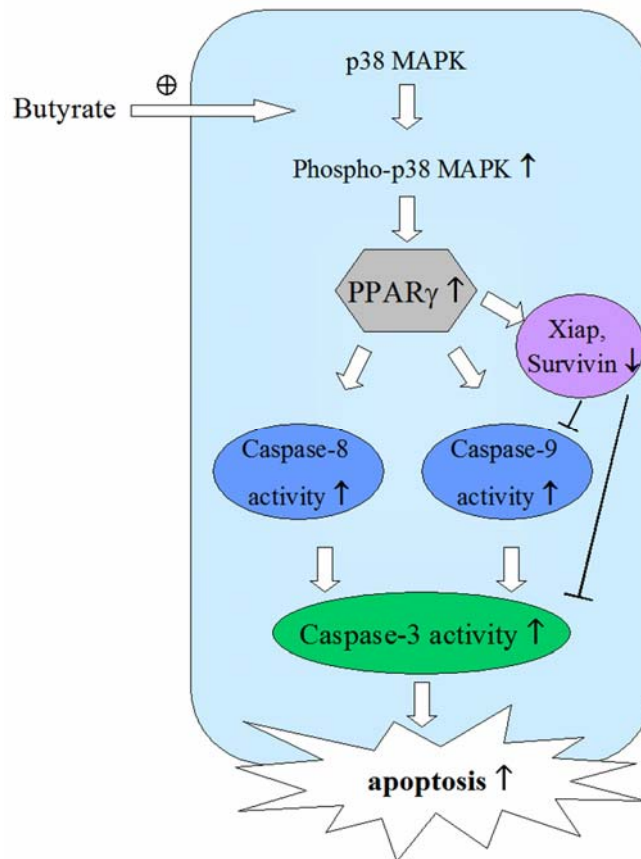 p38 MAPK
⊕
Butyrate
Phospho-p38 MAPK ↑
PPARγ ↑
Xiap,
Survivin ↓
Caspase-8
activity ↑
Caspase-9
activity ↑
Caspase-3 activity ↑
apoptosis ↑